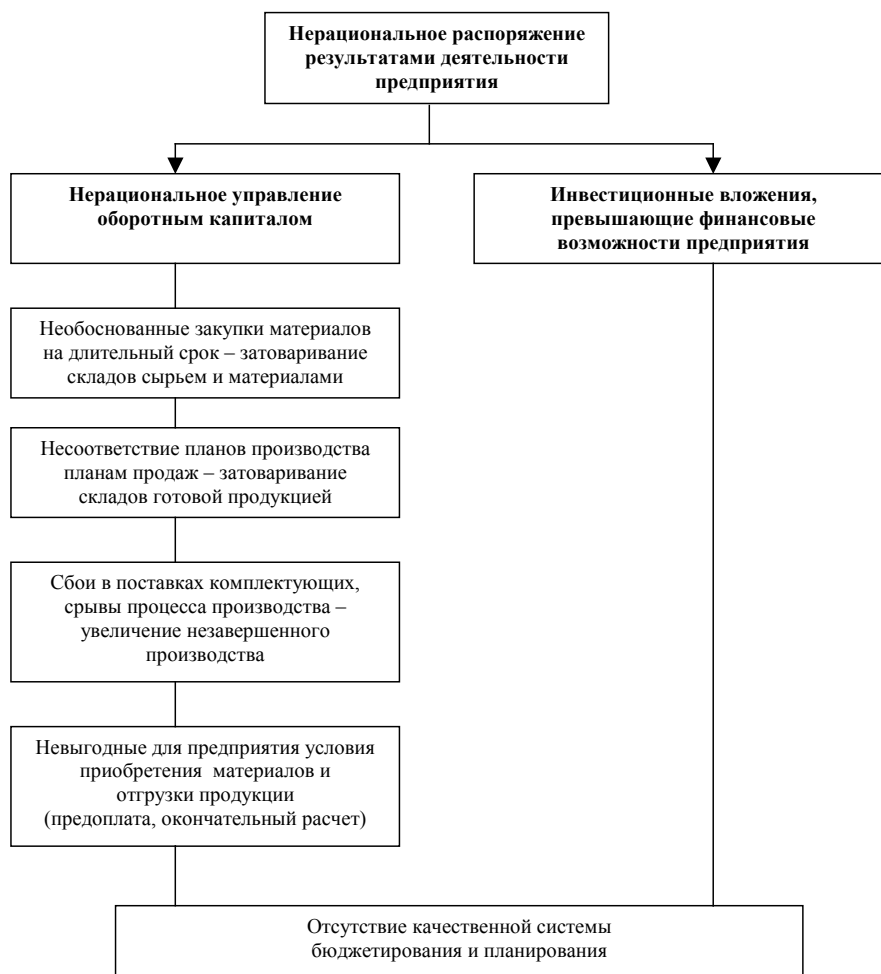 Нерациональное распоряжение
результатами деятельности
предприятия
Нерациональное управление
оборотным капиталом
Инвестиционные вложения,
превышающие финансовые
возможности предприятия
Необоснованные закупки материалов
на длительный срок – затоваривание
складов сырьем и материалами
Несоответствие планов производства
планам продаж – затоваривание
складов готовой продукцией
Сбои в поставках комплектующих,
срывы процесса производства –
увеличение незавершенного
производства
Невыгодные для предприятия условия
приобретения материалов и
отгрузки продукции
(предоплата, окончательный расчет)
Отсутствие качественной системы
бюджетирования и планирования